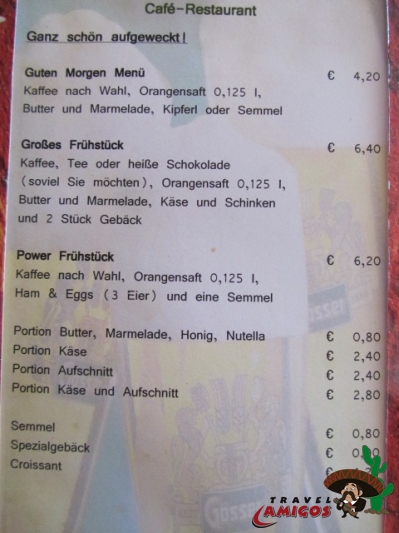 Café-Restaurant
Ganz schön aufgeweckt!
Guten Morgen Menü € 4,20
Kaffee nach Wahl, Orangensaft 0,125 l,
Butter und Marmelade, Kipferl oder Semmel
Großes Frühstück € 6,40
Kaffee, Tee oder heiße Schokolade
(soviel Sie möchten), Orangensaft 0,125 l,
Butter und Marmelade, Käse und Schinken
und 2 Stück Gebäck
Power Frühstück € 6,20
Kaffee nach Wahl, Orangensaft 0,125 l,
Ham & Eggs (3 Eier) und eine Semmel
Portion Butter, Marmelade, Honig, Nutella € 0,80
Portion Käse € 2,40
Portion Aufschnitt € 2,40
Portion Käse und Aufschnitt € 2,80
Semmel € 0,80
Spezialgebäck €
Croissant €
TRAVEL
AMIGOS